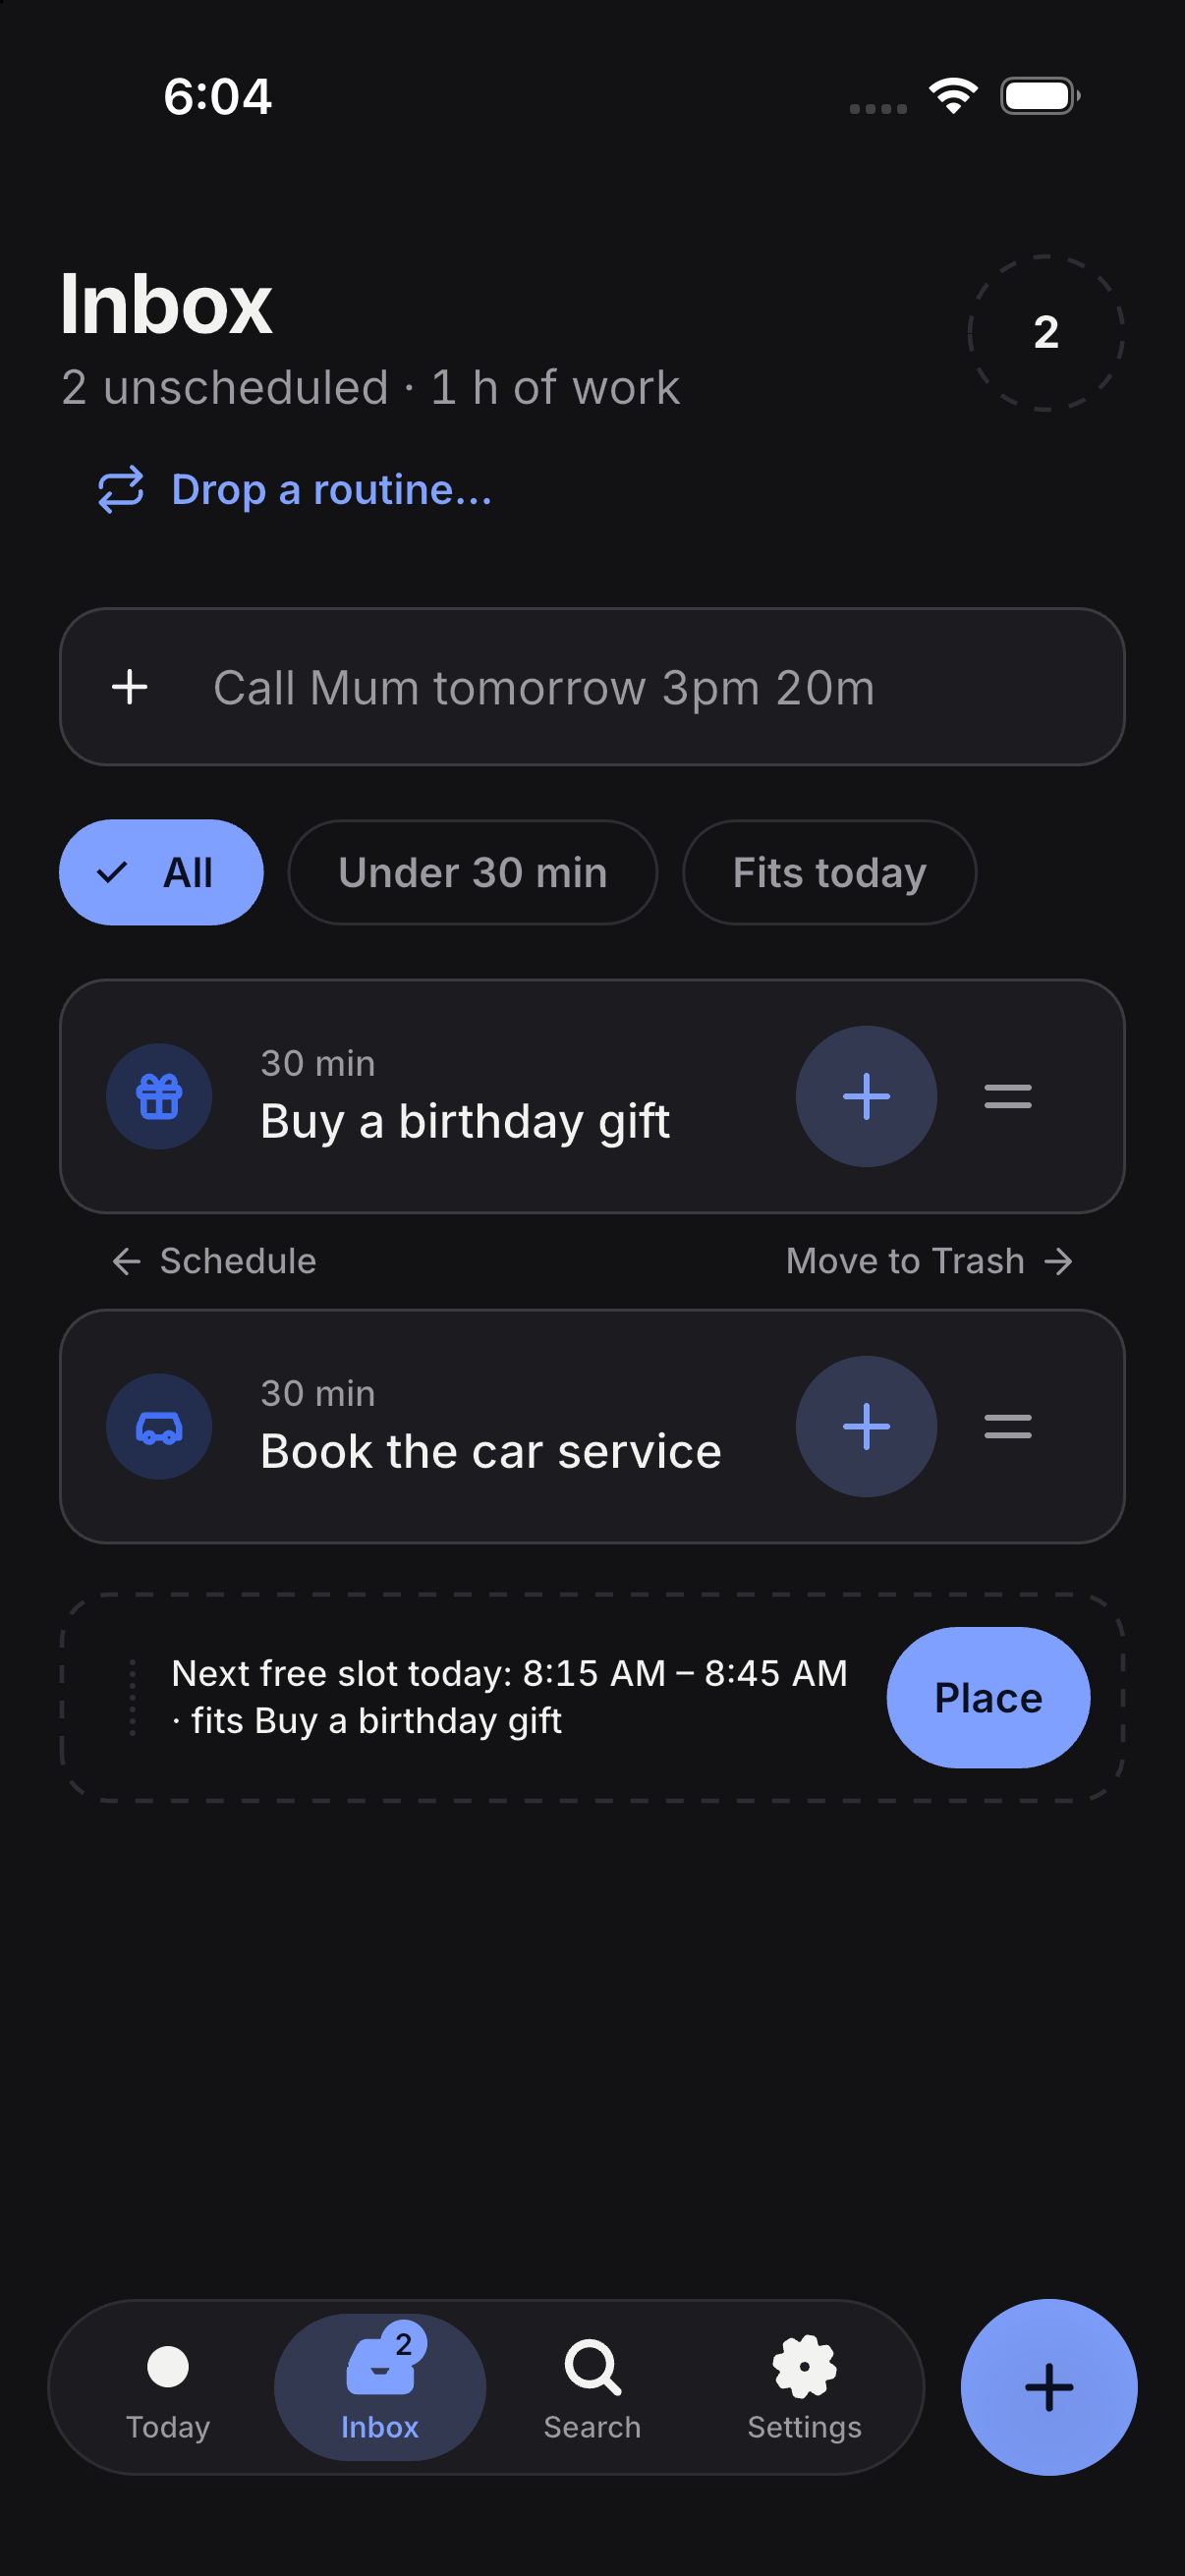 6:04
Inbox
2
2 unscheduled · 1 h of work
Drop a routine...
Call Mum tomorrow 3pm 20m
All
Under 30 min
Fits today
30 min
Buy a birthday gift
Schedule
Move to Trash
30 min
Book the car service
Next free slot today: 8:15 AM – 8:45 AM
· fits Buy a birthday gift
Place
2
Today
Inbox
Search
Settings